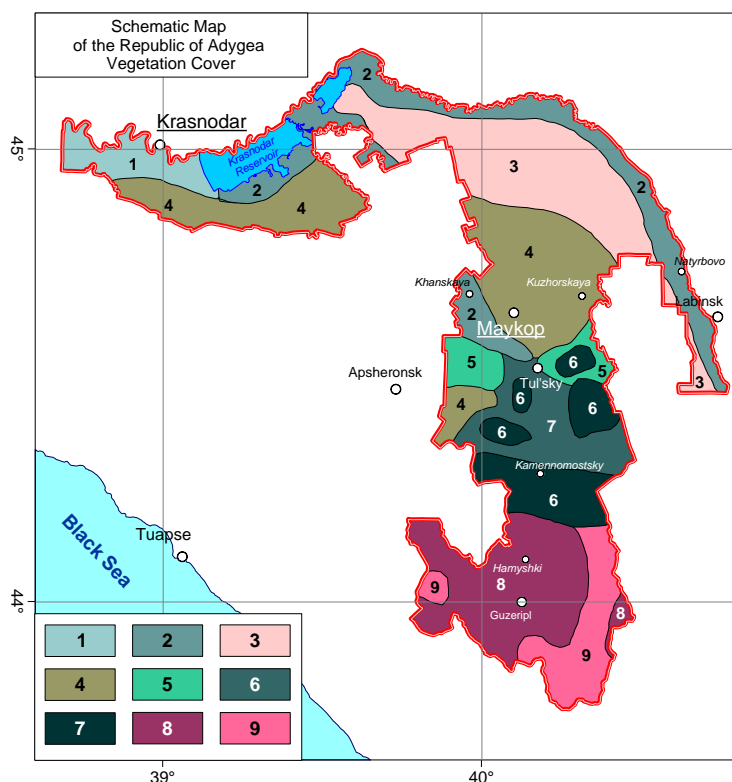 Schematic Map
of the Republic of Adygea
Vegetation Cover
2
Krasnodar
45°
Krasnodar
Reservoir
1
2
3
2
4
4
4
Natyrbovo
Khanskaya
Kuzhorskaya
2
Labinsk
Maykop
5
6
5
Tul'sky
3
Apsheronsk
6
6
4
7
6
Kamennomostsky
6
Black Sea
Tuapse
Hamyshki
8
9
44°
Guzeripl
8
9
1 2 3
4 5 6
7 8 9
39° 40°